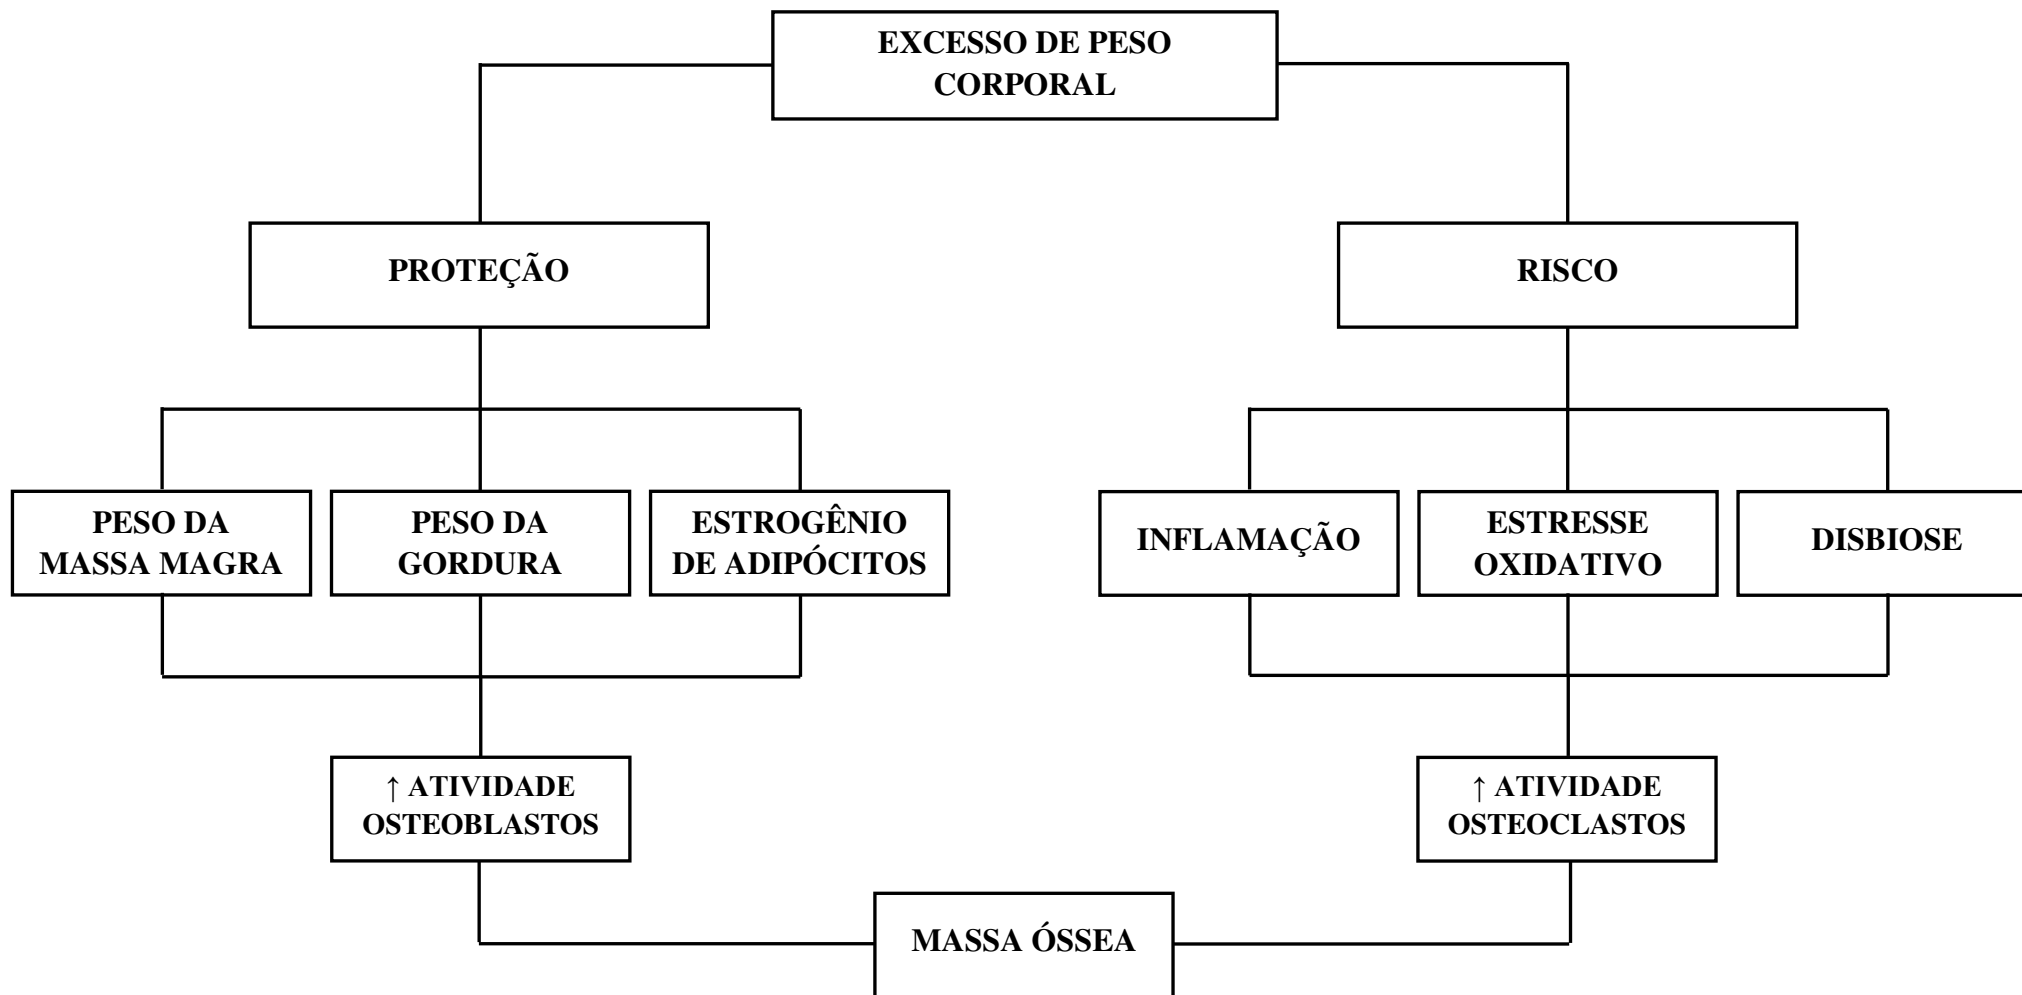 EXCESSO DE PESO
CORPORAL
PROTEÇÃO
RISCO
PESO DA
MASSA MAGRA
PESO DA
GORDURA
ESTROGÊNIO
DE ADIPÓCITOS
INFLAMAÇÃO
ESTRESSE
OXIDATIVO
DISBIOSE
↑ ATIVIDADE
OSTEOBLASTOS
↑ ATIVIDADE
OSTEOCLASTOS
MASSA ÓSSEA